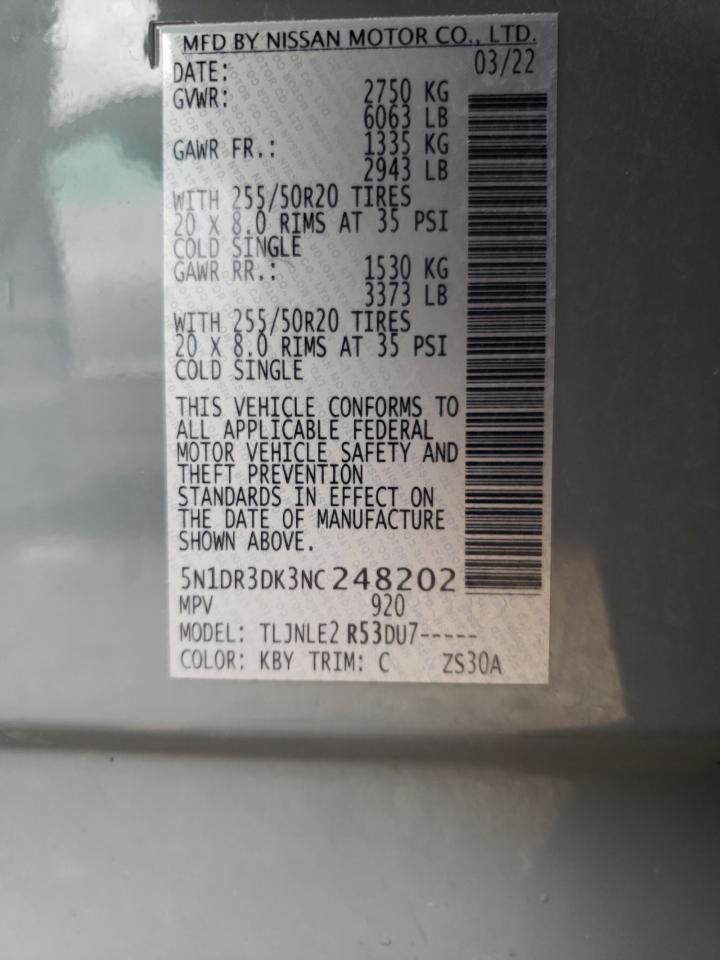 MFD BY NISSAN MOTOR CO., LTD.
DATE: 03/22
GVWR: 2750 KG
6063 LB
GAWR FR.: 1335 KG
2943 LB
WITH 255/50R20 TIRES
20 X 8.0 RIMS AT 35 PSI
COLD SINGLE
GAWR RR.: 1530 KG
3373 LB
WITH 255/50R20 TIRES
20 X 8.0 RIMS AT 35 PSI
COLD SINGLE
THIS VEHICLE CONFORMS TO
ALL APPLICABLE FEDERAL
MOTOR VEHICLE SAFETY AND
THEFT PREVENTION
STANDARDS IN EFFECT ON
THE DATE OF MANUFACTURE
SHOWN ABOVE.
5N1DR3DK3NC248202
MPV 920
MODEL: TLJNLE2 R53DU7-----
COLOR: KBY TRIM: C ZS30A